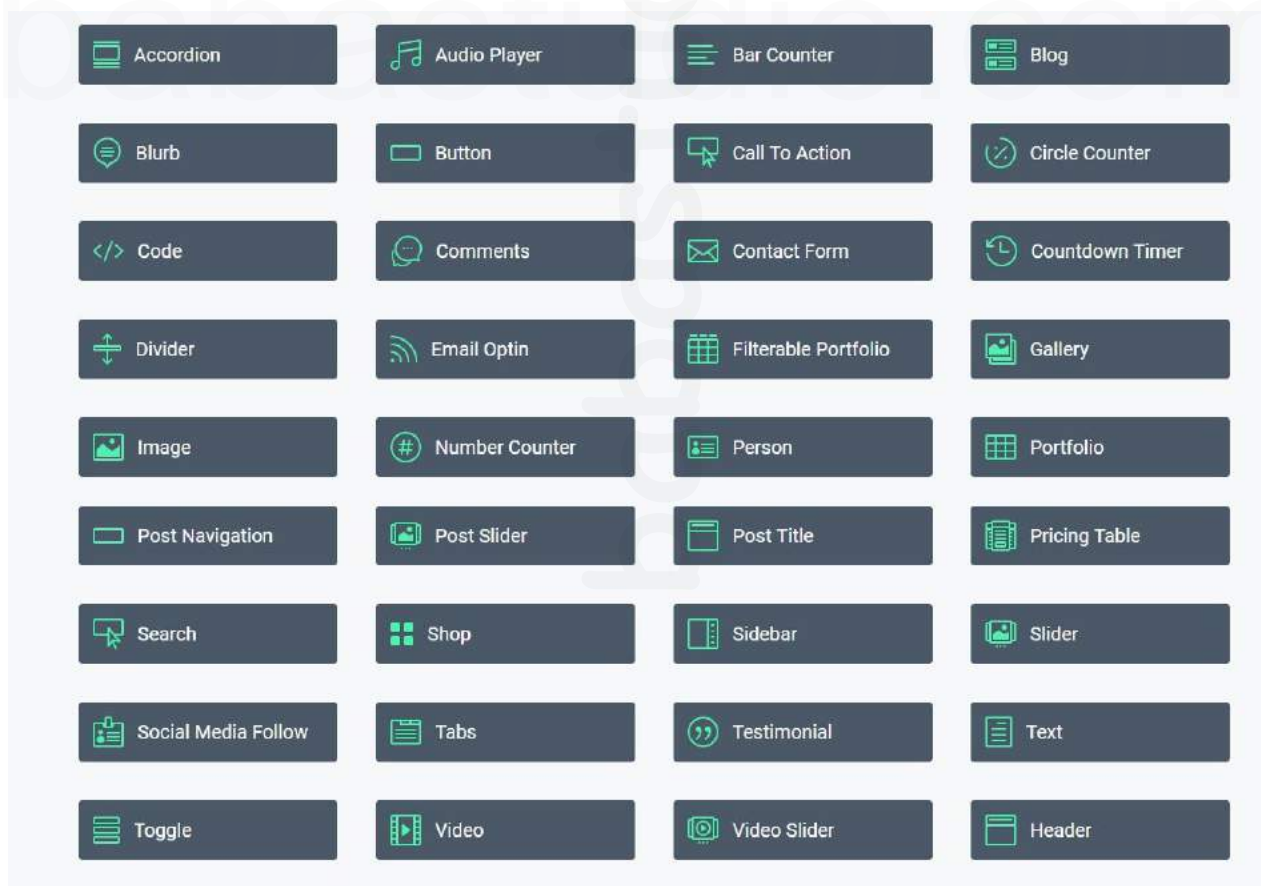 Accordion
Audio Player
Bar Counter
Blog
Blurb
Button
Call To Action
Circle Counter
Code
Comments
Contact Form
Countdown Timer
Divider
Email Optin
Filterable Portfolio
Gallery
Image
Number Counter
Person
Portfolio
Post Navigation
Post Slider
Post Title
Pricing Table
Search
Shop
Sidebar
Slider
Social Media Follow
Tabs
Testimonial
Text
Toggle
Video
Video Slider
Header